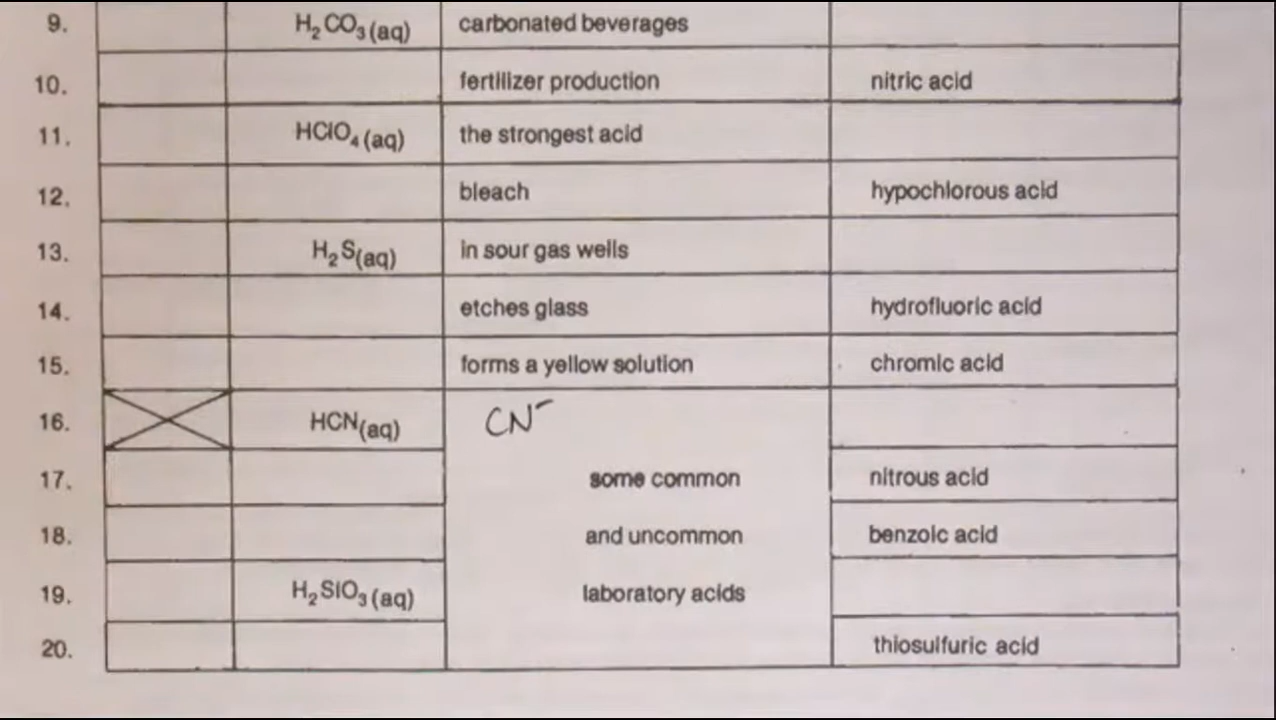 9. H₂CO₃(aq) carbonated beverages
10. fertilizer production nitric acid
11. HClO₄(aq) the strongest acid
12. bleach hypochlorous acid
13. H₂S(aq) in sour gas wells
14. etches glass hydrofluoric acid
15. forms a yellow solution chromic acid
16. HCN(aq) CN⁻
17. some common nitrous acid
18. and uncommon benzoic acid
19. H₂SiO₃(aq) laboratory acids
20. thiosulfuric acid